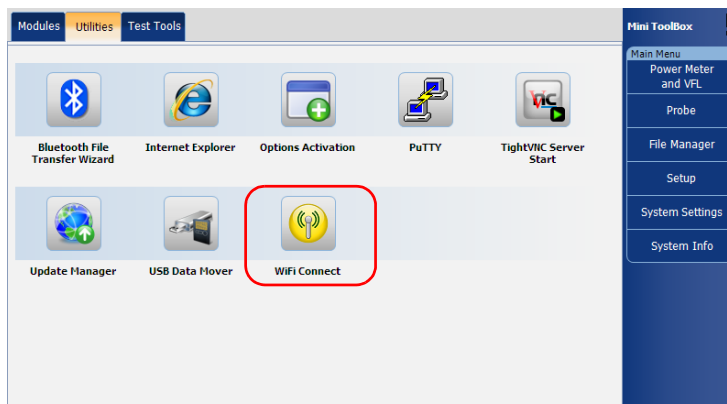 Modules Utilities Test Tools
Bluetooth File
Transfer Wizard
Internet Explorer
Options Activation
PuTTY
TightVNC Server
Start
Update Manager
USB Data Mover
WiFi Connect
Mini ToolBox
Main Menu
Power Meter
and VFL
Probe
File Manager
Setup
System Settings
System Info